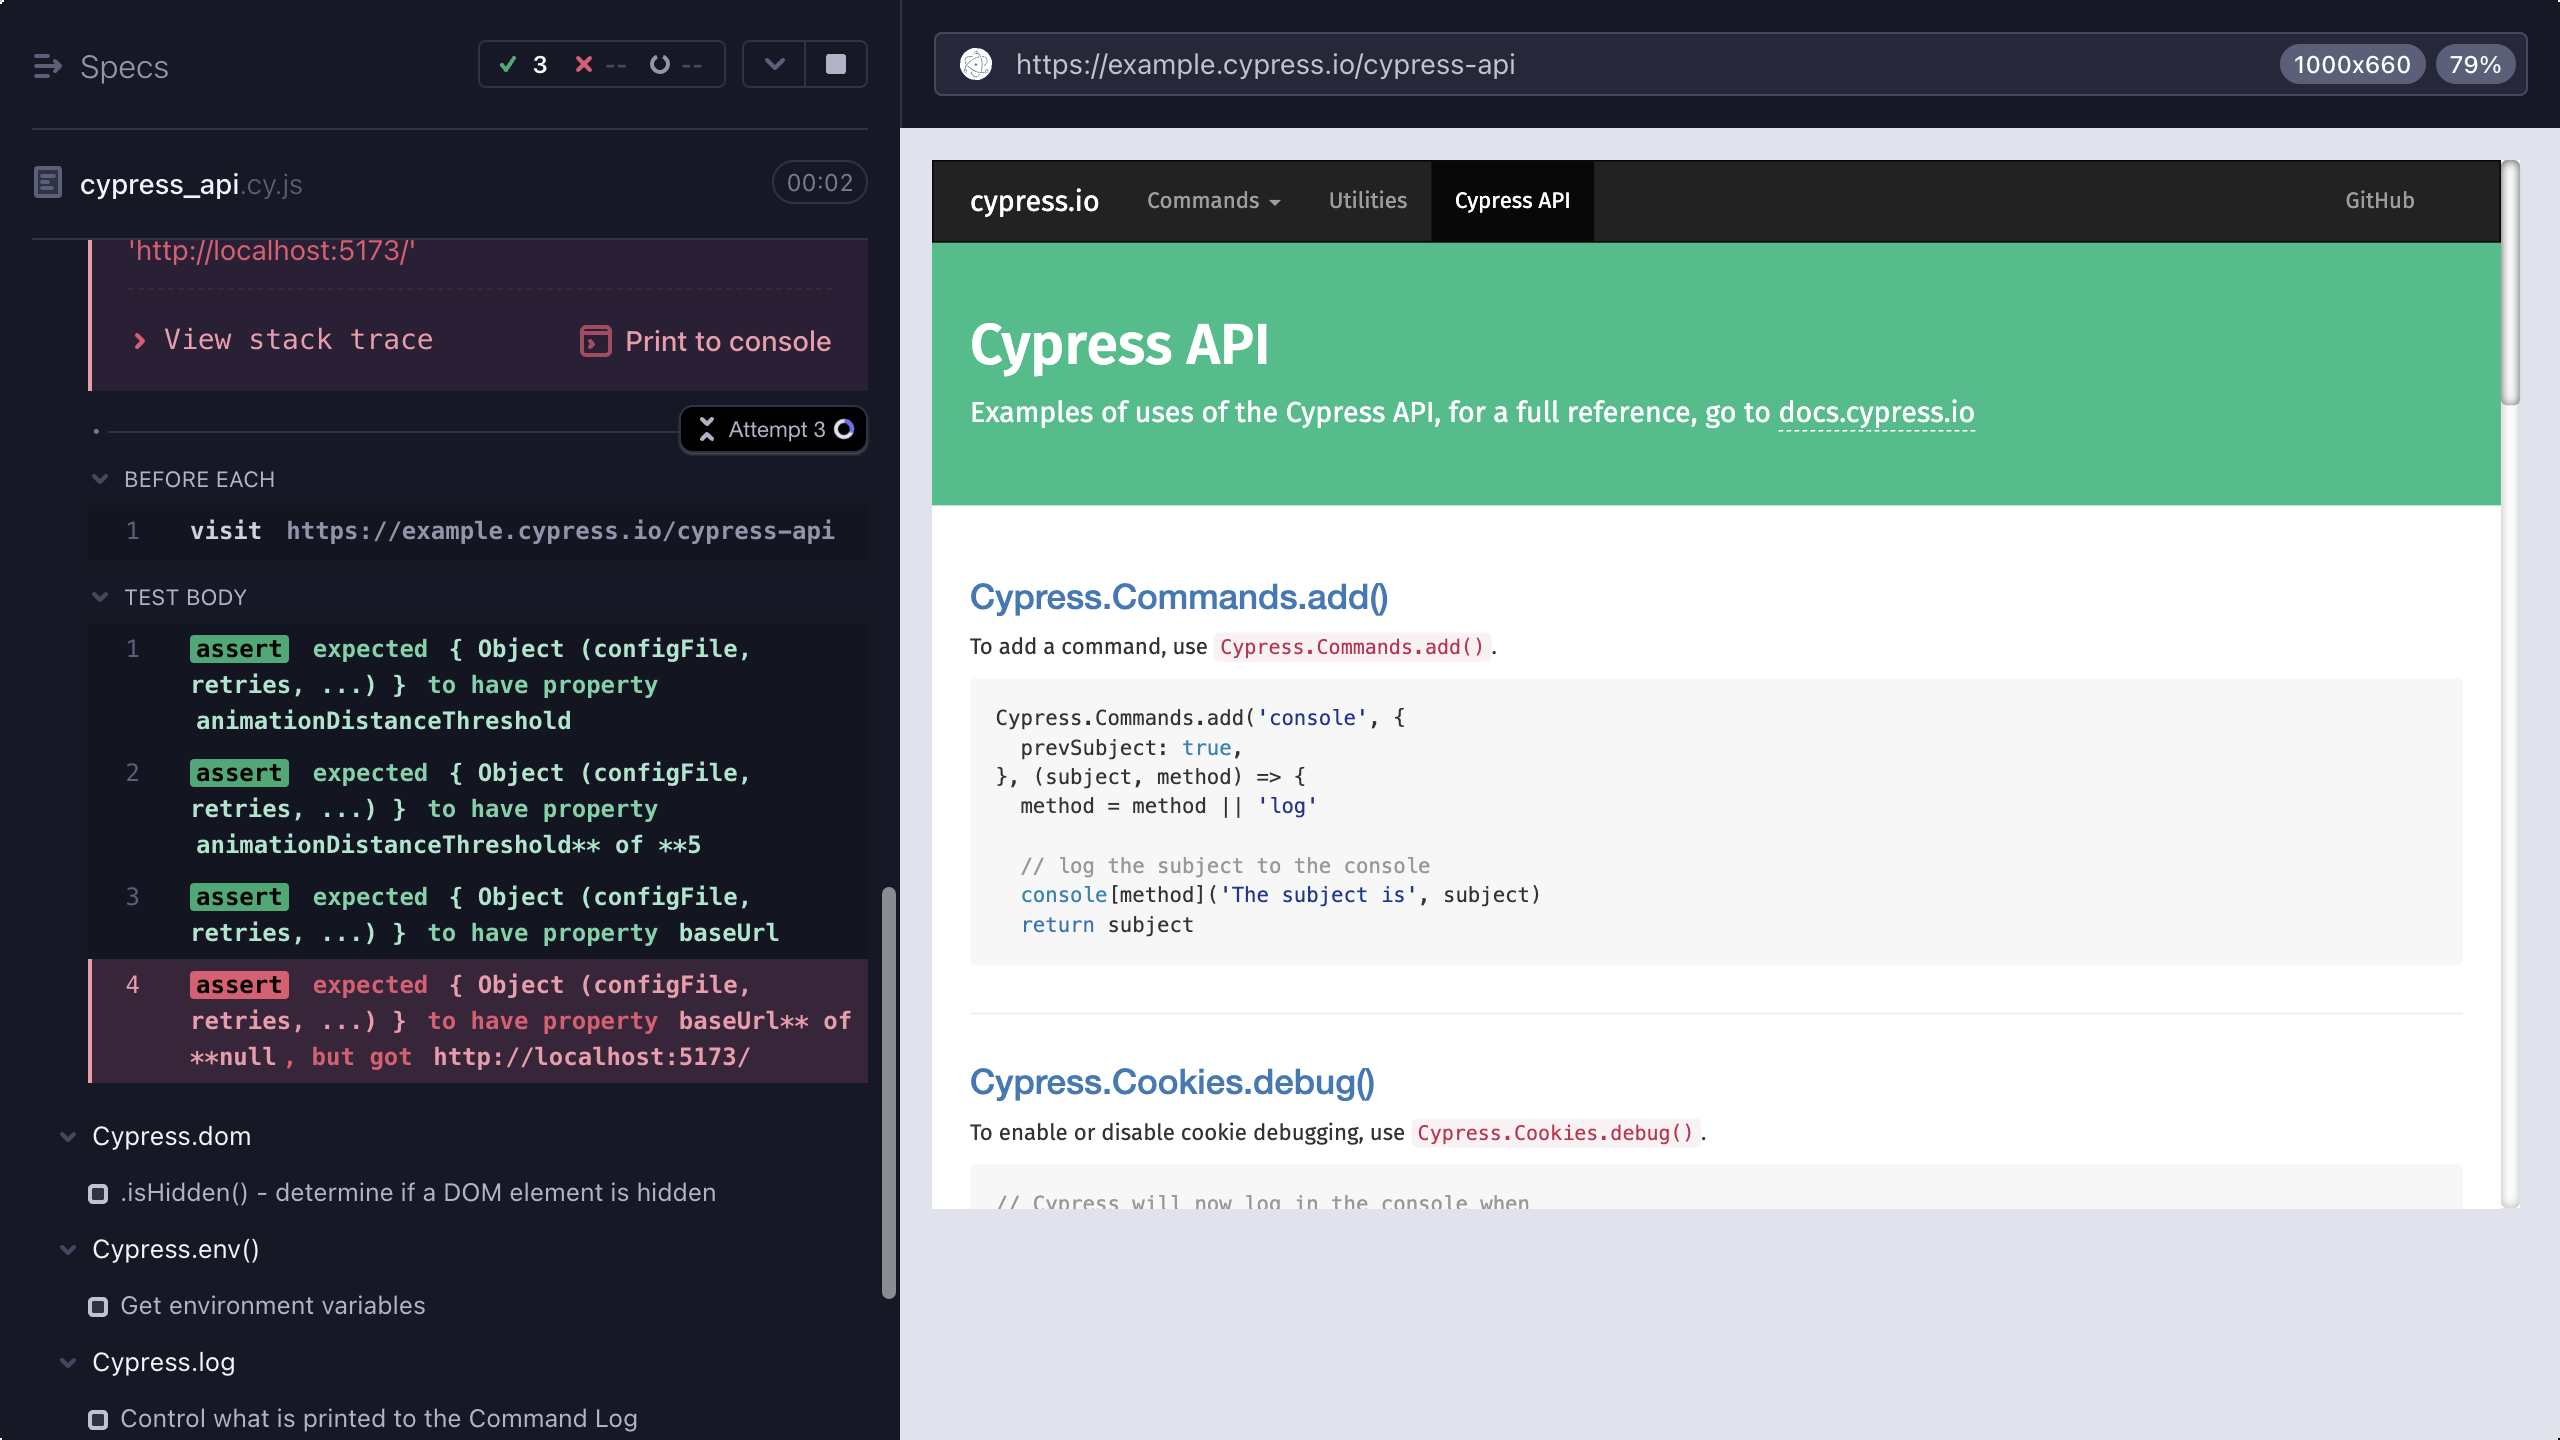 Specs
3 -- --
cypress_api.cy.js
00:02
'http://localhost:5173/'
View stack trace
Print to console
Attempt 3
BEFORE EACH
1 visit https://example.cypress.io/cypress-api
TEST BODY
1 assert expected { Object (configFile,
retries, ...) } to have property
animationDistanceThreshold
2 assert expected { Object (configFile,
retries, ...) } to have property
animationDistanceThreshold** of **5
3 assert expected { Object (configFile,
retries, ...) } to have property baseUrl
4 assert expected { Object (configFile,
retries, ...) } to have property baseUrl** of
**null, but got http://localhost:5173/
Cypress.dom
.isHidden() - determine if a DOM element is hidden
Cypress.env()
Get environment variables
Cypress.log
Control what is printed to the Command Log
https://example.cypress.io/cypress-api
1000x660
79%
cypress.io Commands Utilities Cypress API GitHub
Cypress API
Examples of uses of the Cypress API, for a full reference, go to docs.cypress.io
Cypress.Commands.add()
To add a command, use Cypress.Commands.add().
Cypress.Commands.add('console', {
prevSubject: true,
}, (subject, method) => {
method = method || 'log'
// log the subject to the console
console[method]('The subject is', subject)
return subject
Cypress.Cookies.debug()
To enable or disable cookie debugging, use Cypress.Cookies.debug().
// Cypress will now log in the console when